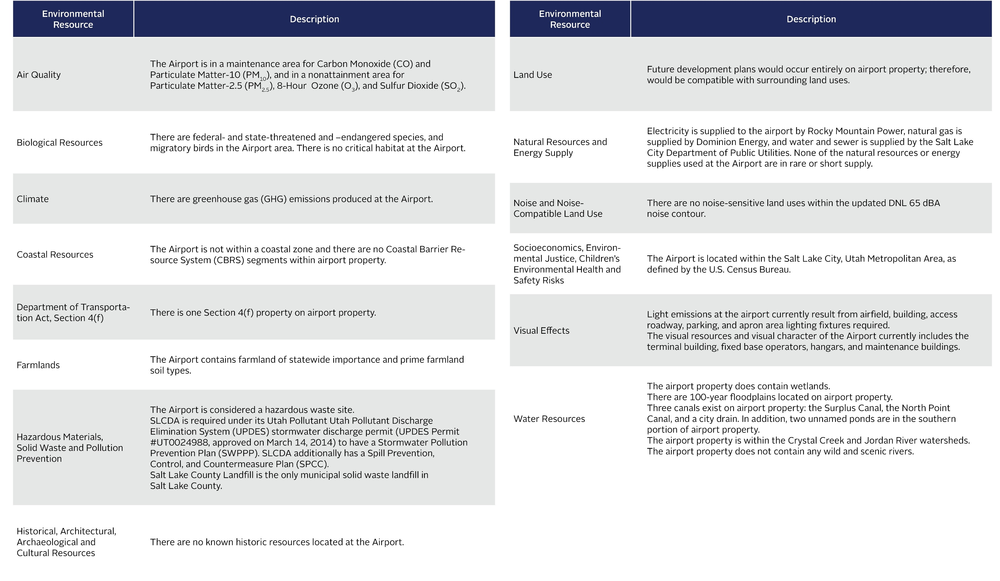 Environmental
Resource
Description
Air Quality
The Airport is in a maintenance area for Carbon Monoxide (CO) and
Particulate Matter-10 (PM10), and in a nonattainment area for
Particulate Matter-2.5 (PM2.5), 8-Hour  Ozone (O3), and Sulfur Dioxide (SO2).
Biological Resources
There are federal- and state-threatened and –endangered species, and
migratory birds in the Airport area. There is no critical habitat at the Airport.
Climate
There are greenhouse gas (GHG) emissions produced at the Airport.
Coastal Resources
The Airport is not within a coastal zone and there are no Coastal Barrier Re-
source System (CBRS) segments within airport property.
Department of Transporta-
tion Act, Section 4(f)
There is one Section 4(f) property on airport property.
Farmlands
The Airport contains farmland of statewide importance and prime farmland
soil types.
Hazardous Materials,
Solid Waste and Pollution
Prevention
The Airport is considered a hazardous waste site.
SLCDA is required under its Utah Pollutant Utah Pollutant Discharge
Elimination System (UPDES) stormwater discharge permit (UPDES Permit
#UT0024988, approved on March 14, 2014) to have a Stormwater Pollution
Prevention Plan (SWPPP). SLCDA additionally has a Spill Prevention,
Control, and Countermeasure Plan (SPCC).
Salt Lake County Landfill is the only municipal solid waste landfill in
Salt Lake County.
Historical, Architectural,
Archaeological and
Cultural Resources
There are no known historic resources located at the Airport.
Environmental
Resource
Description
Land Use
Future development plans would occur entirely on airport property; therefore,
would be compatible with surrounding land uses.
Natural Resources and
Energy Supply
Electricity is supplied to the airport by Rocky Mountain Power, natural gas is
supplied by Dominion Energy, and water and sewer is supplied by the Salt Lake
City Department of Public Utilities. None of the natural resources or energy
supplies used at the Airport are in rare or short supply.
Noise and Noise-
Compatible Land Use
There are no noise-sensitive land uses within the updated DNL 65 dBA
noise contour.
Socioeconomics, Environ-
mental Justice, Children’s
Environmental Health and
Safety Risks
The Airport is located within the Salt Lake City, Utah Metropolitan Area, as
defined by the U.S. Census Bureau.
Visual Effects
Light emissions at the airport currently result from airfield, building, access
roadway, parking, and apron area lighting fixtures required.
The visual resources and visual character of the Airport currently includes the
terminal building, fixed base operators, hangars, and maintenance buildings.
Water Resources
The airport property does contain wetlands.
There are 100-year floodplains located on airport property.
Three canals exist on airport property: the Surplus Canal, the North Point
Canal, and a city drain. In addition, two unnamed ponds are in the southern
portion of airport property.
The airport property is within the Crystal Creek and Jordan River watersheds.
The airport property does not contain any wild and scenic rivers.